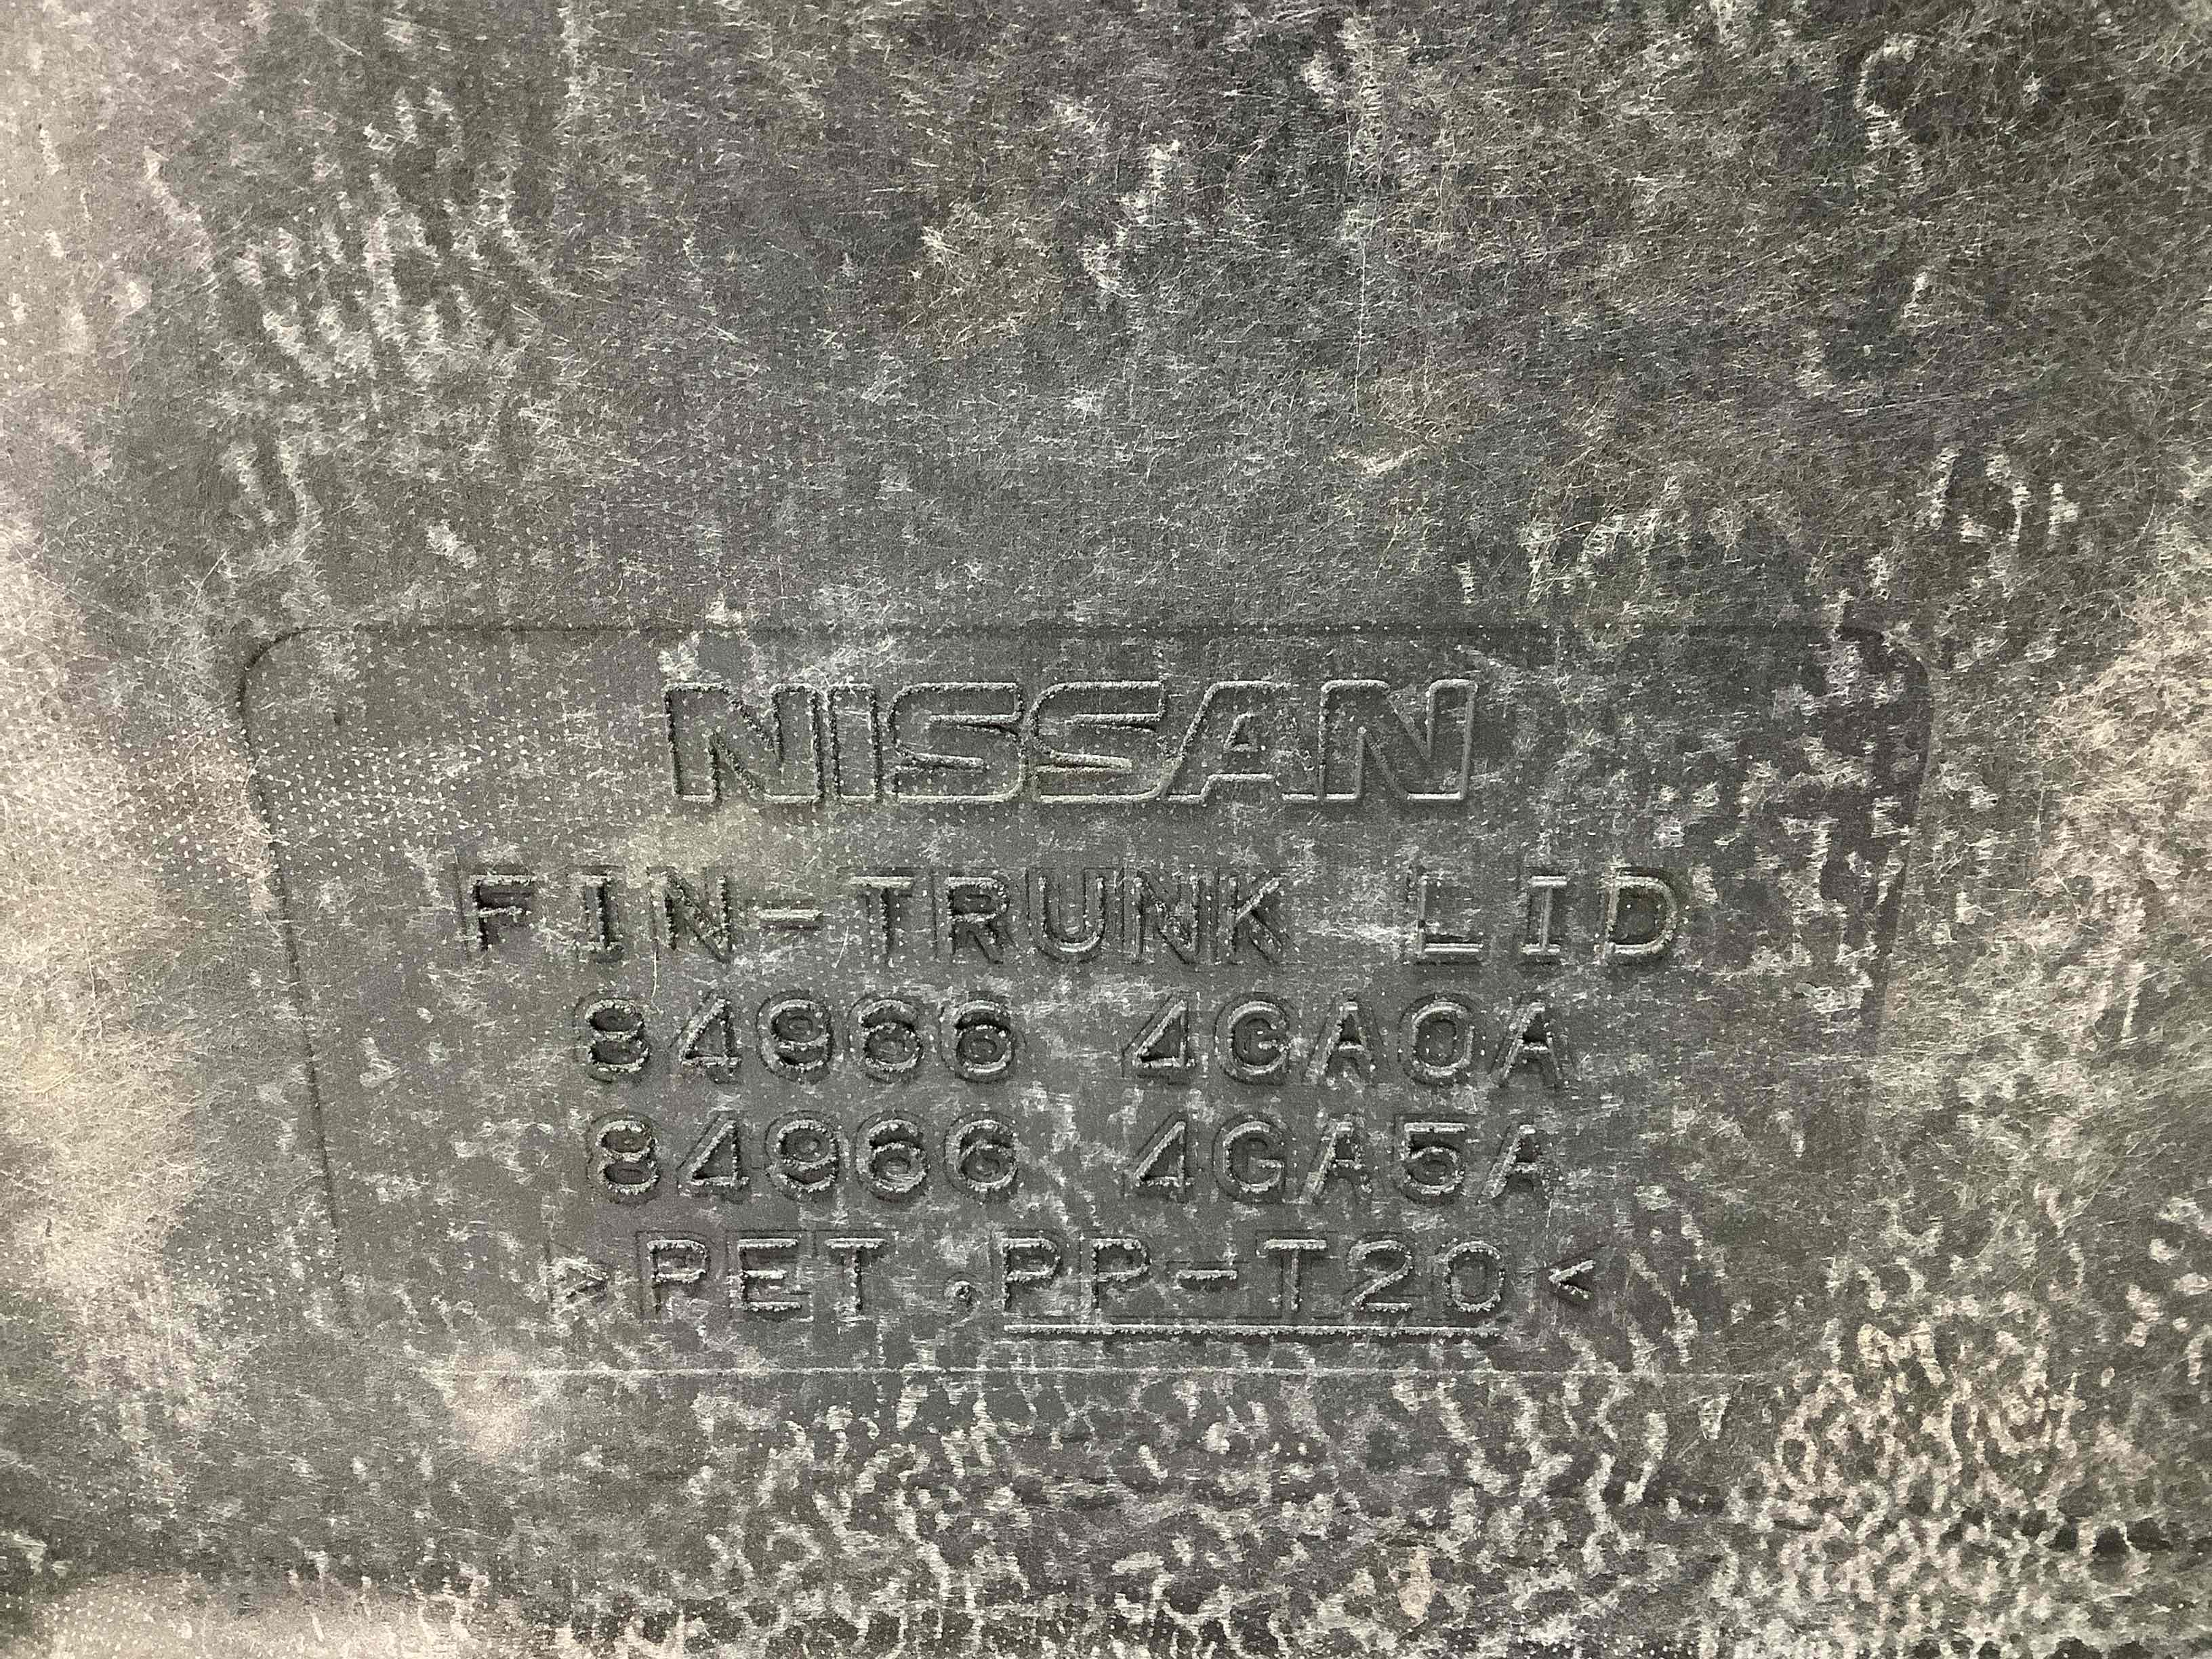 NISSAN
FIN-TRUNK LID
84966 4GA0A
84966 4GA5A
>PET,PP-T20<